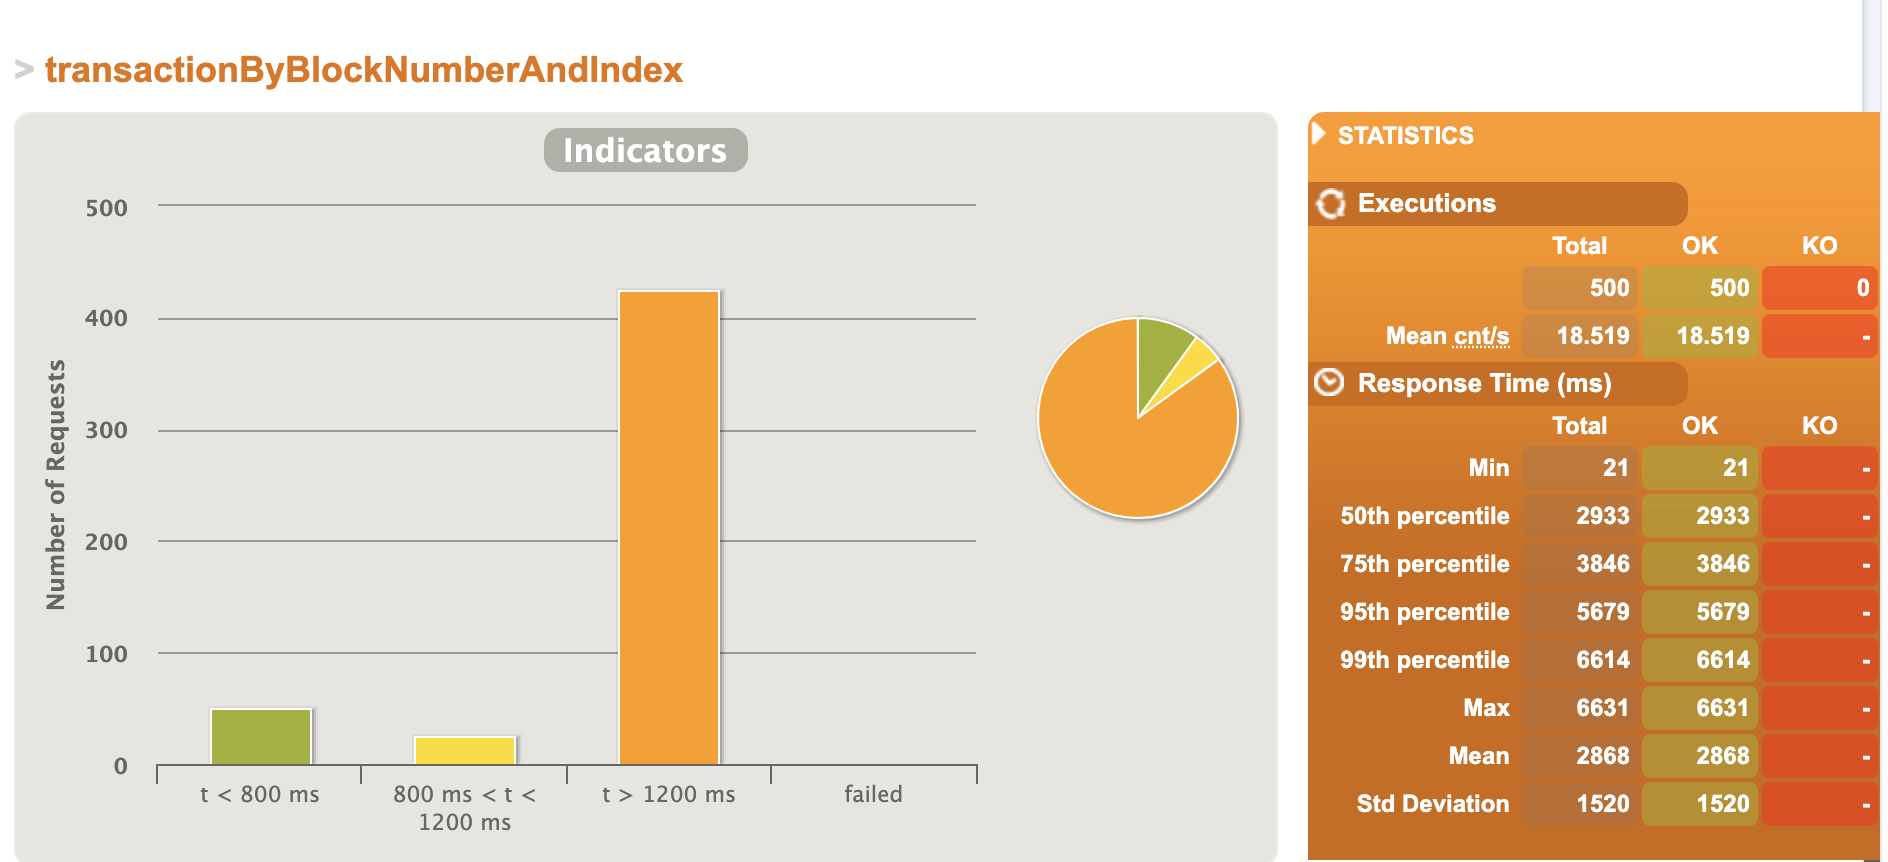 > transactionByBlockNumberAndIndex
Indicators
Number of Requests
500
400
300
200
100
0
t < 800 ms
800 ms < t <
1200 ms
t > 1200 ms
failed
STATISTICS
Executions
Total OK KO
500 500 0
Mean cnt/s 18.519 18.519 -
Response Time (ms)
Total OK KO
Min 21 21 -
50th percentile 2933 2933 -
75th percentile 3846 3846 -
95th percentile 5679 5679 -
99th percentile 6614 6614 -
Max 6631 6631 -
Mean 2868 2868 -
Std Deviation 1520 1520 -